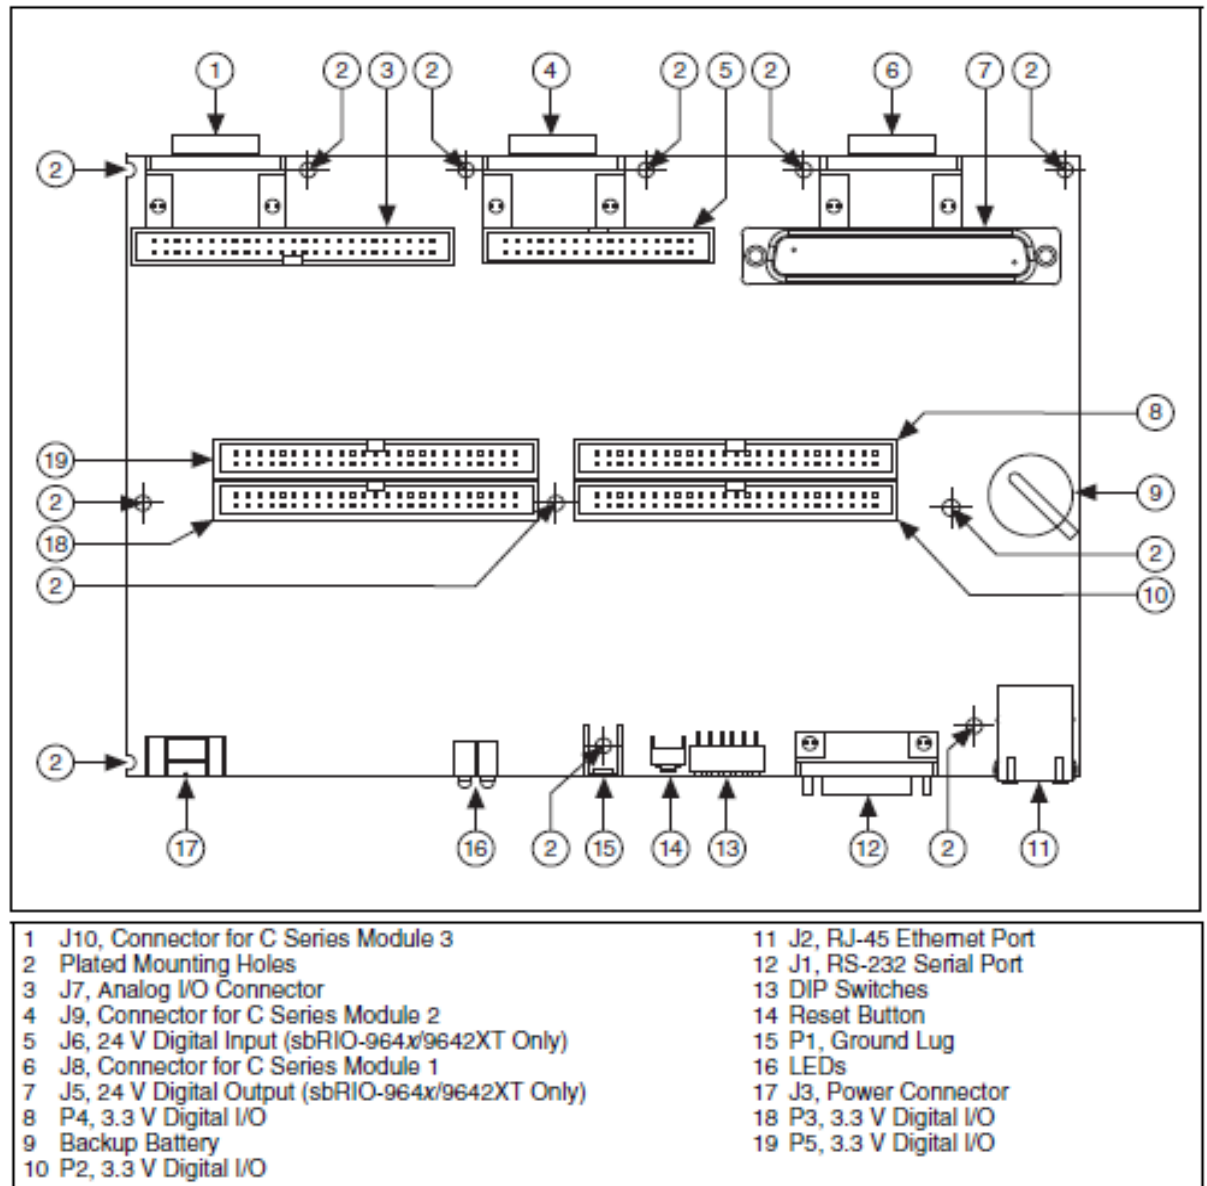 1 2 3 2 4 2 5 2 6 7 2
2
8
19
2 9
18 2
2 10
2
17 16 2 15 14 13 12 2 11
1 J10, Connector for C Series Module 3
2 Plated Mounting Holes
3 J7, Analog I/O Connector
4 J9, Connector for C Series Module 2
5 J6, 24 V Digital Input (sbRIO-964x/9642XT Only)
6 J8, Connector for C Series Module 1
7 J5, 24 V Digital Output (sbRIO-964x/9642XT Only)
8 P4, 3.3 V Digital I/O
9 Backup Battery
10 P2, 3.3 V Digital I/O
11 J2, RJ-45 Ethernet Port
12 J1, RS-232 Serial Port
13 DIP Switches
14 Reset Button
15 P1, Ground Lug
16 LEDs
17 J3, Power Connector
18 P3, 3.3 V Digital I/O
19 P5, 3.3 V Digital I/O